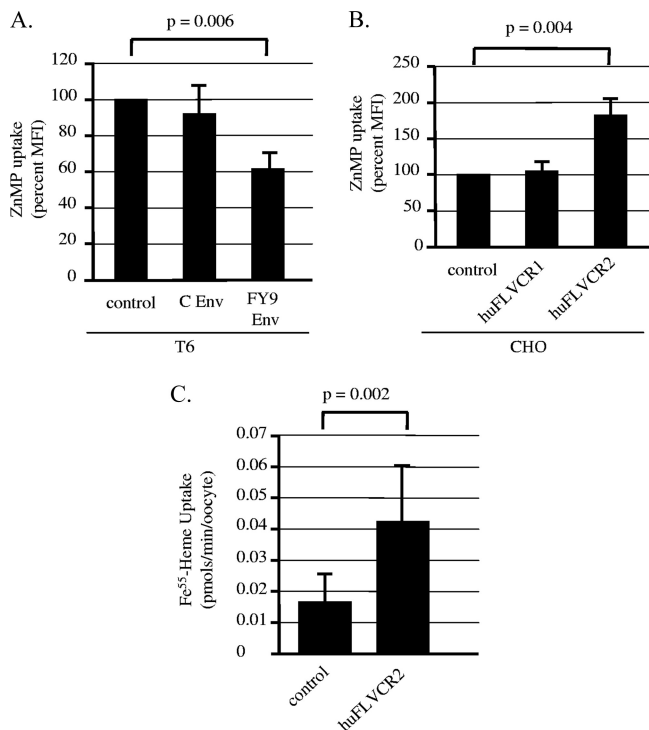 A.
p = 0.006
ZnMP uptake
(percent MFI)
120
100
80
60
40
20
0
control
C Env
FY9
Env
T6
B.
p = 0.004
ZnMP uptake
(percent MFI)
250
200
150
100
50
0
control
huFLVCR1
huFLVCR2
CHO
C.
p = 0.002
Fe55-Heme Uptake
(pmols/min/oocyte)
0.07
0.06
0.05
0.04
0.03
0.02
0.01
0
control
huFLVCR2